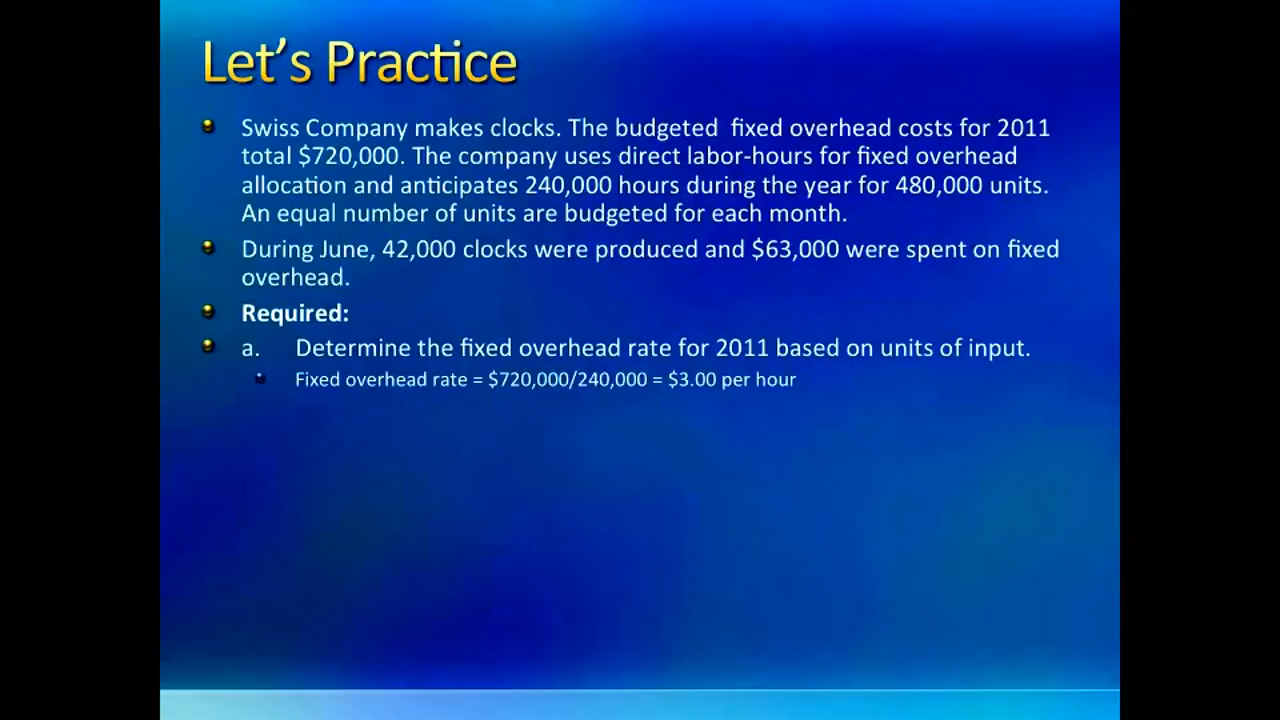 Let's Practice
Swiss Company makes clocks. The budgeted  fixed overhead costs for 2011
total $720,000. The company uses direct labor-hours for fixed overhead
allocation and anticipates 240,000 hours during the year for 480,000 units.
An equal number of units are budgeted for each month.
During June, 42,000 clocks were produced and $63,000 were spent on fixed
overhead.
Required:
a. Determine the fixed overhead rate for 2011 based on units of input.
Fixed overhead rate = $720,000/240,000 = $3.00 per hour